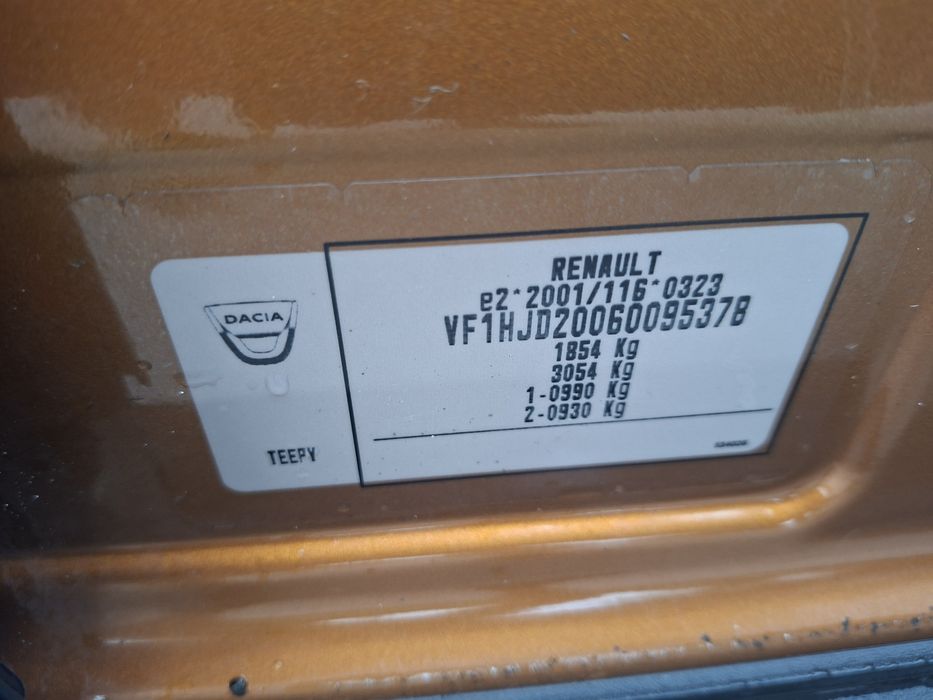 DACIA
TEEPY
RENAULT
e2*2001/116*0323
VF1HJD20060095378
1854 Kg
3054 Kg
1-0990 Kg
2-0930 Kg